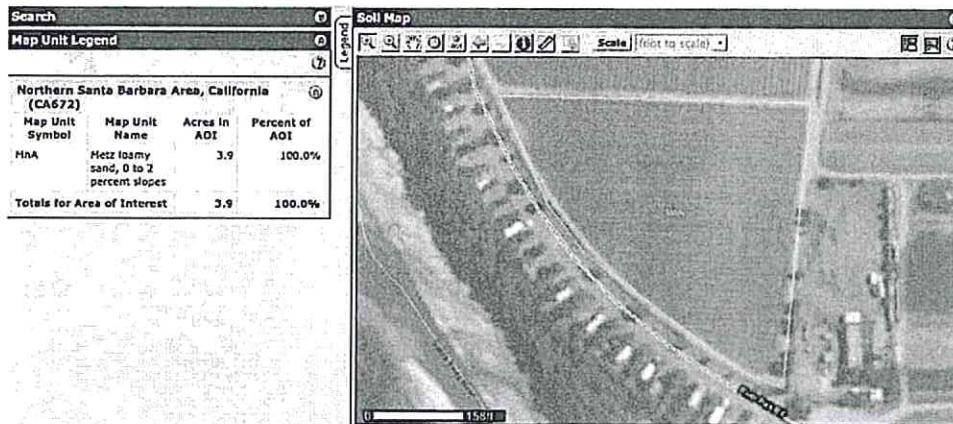 Search
Map Unit Legend
Northern Santa Barbara Area, California
(CA672)
Map Unit Symbol Map Unit Name Acres in AOI Percent of AOI
MnA Metz loamy sand, 0 to 2 percent slopes 3.9 100.0%
Totals for Area of Interest 3.9 100.0%
Legend
Soil Map
Scale (not to scale)
0 158ft